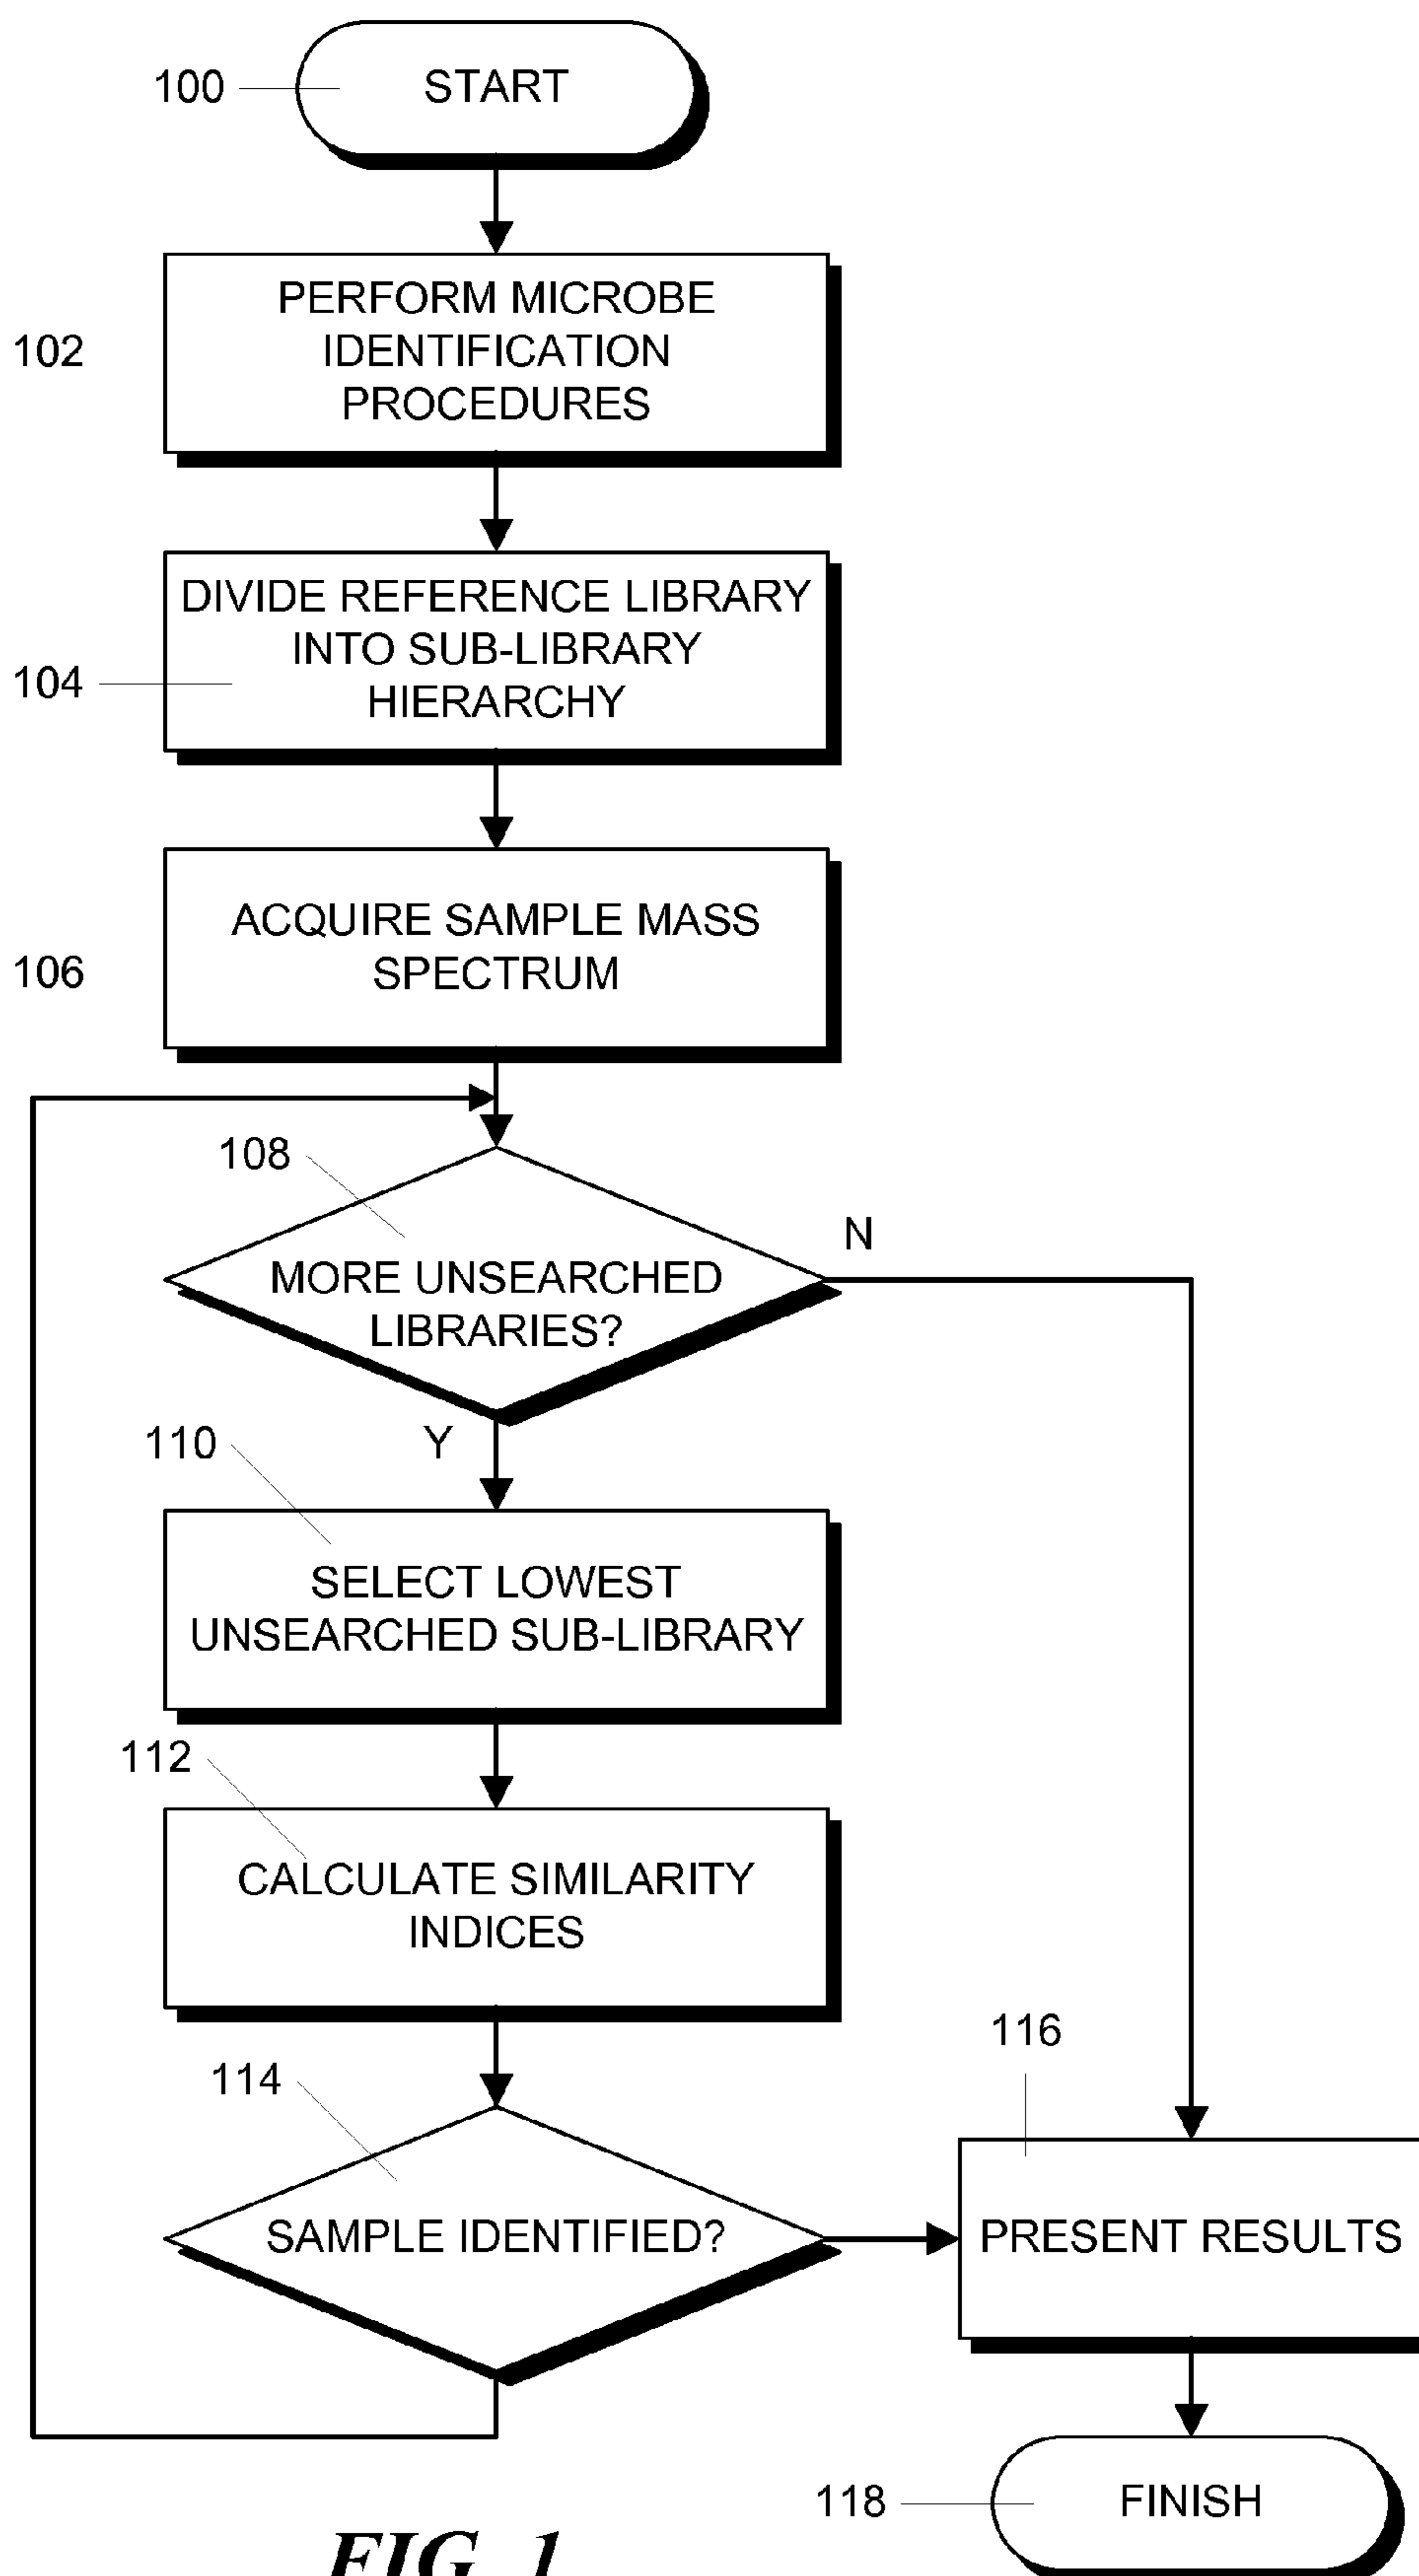 100
START
PERFORM MICROBE
IDENTIFICATION
PROCEDURES
102
DIVIDE REFERENCE LIBRARY
INTO SUB-LIBRARY
HIERARCHY
104
ACQUIRE SAMPLE MASS
SPECTRUM
106
108
N
MORE UNSEARCHED
LIBRARIES?
Y
110
SELECT LOWEST
UNSEARCHED SUB-LIBRARY
112
CALCULATE SIMILARITY
INDICES
116
114
SAMPLE IDENTIFIED?
PRESENT RESULTS
118
FINISH
FIG. 1